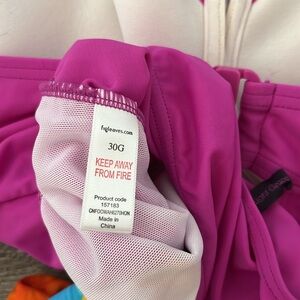 figleaves.com
30G
KEEP AWAY
FROM FIRE
Product code
157183
Made in
China